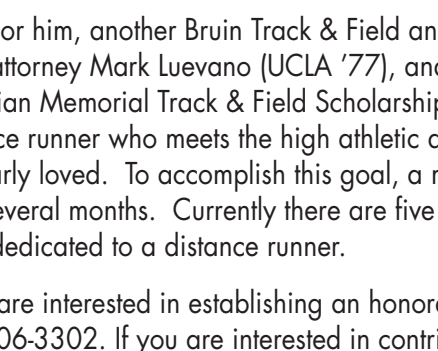 or him, another Bruin Track & Field an
attorney Mark Luevano (UCLA '77), and
ian Memorial Track & Field Scholarship
ce runner who meets the high athletic
rly loved.  To accomplish this goal, a
everal months.  Currently there are five
dedicated to a distance runner.
are interested in establishing an honor
06-3302. If you are interested in contri